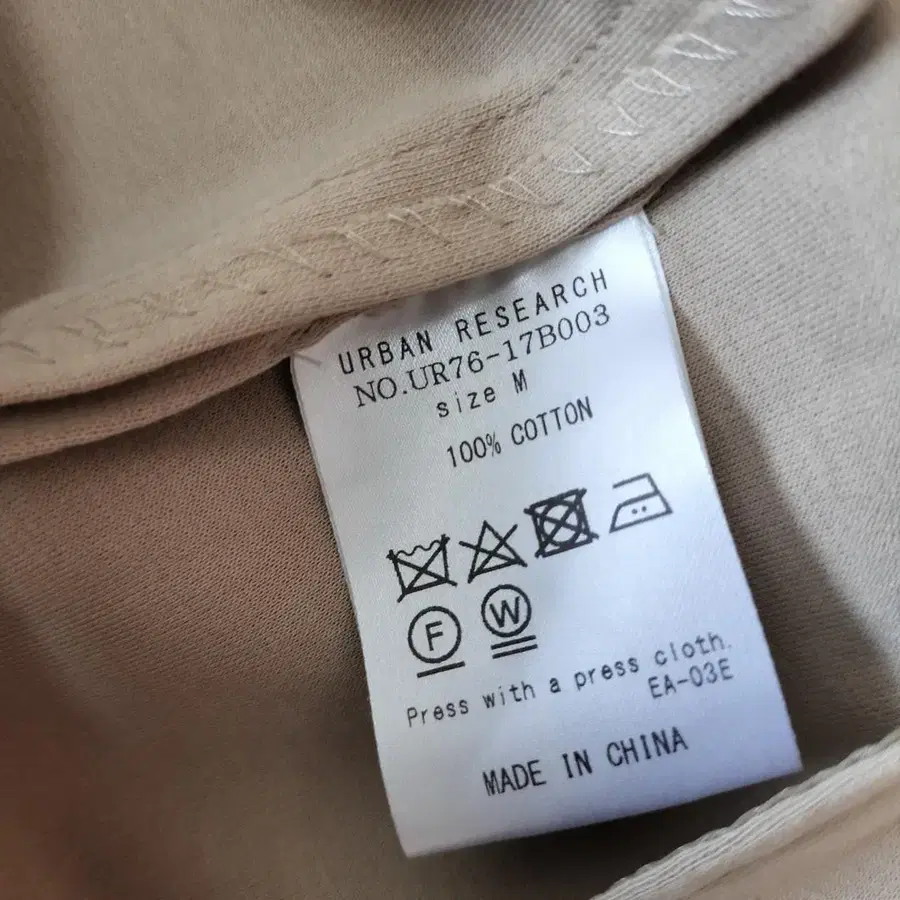 URBAN RESEARCH
NO.UR76-17B003
size M
100% COTTON
F W
Press with a press cloth.
EA-03E
MADE IN CHINA